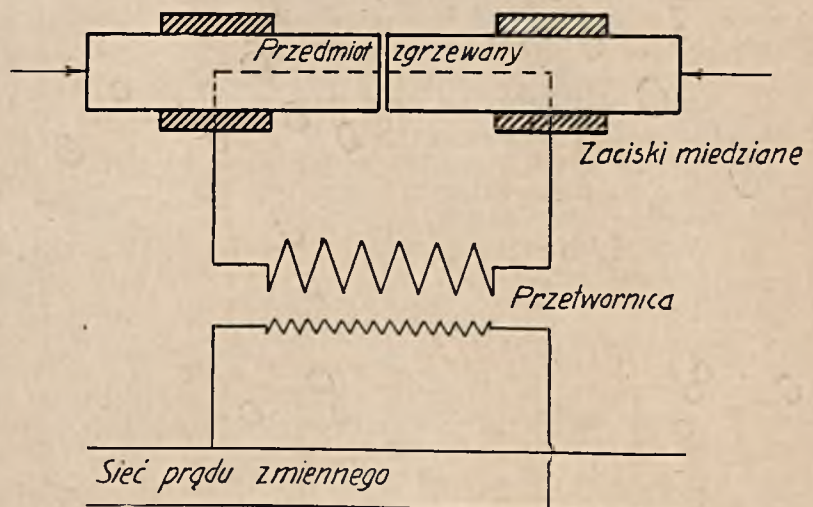 Przedmiot zgrzewany
Zaciski miedziane
Przetwornica
Sieć prądu zmiennego